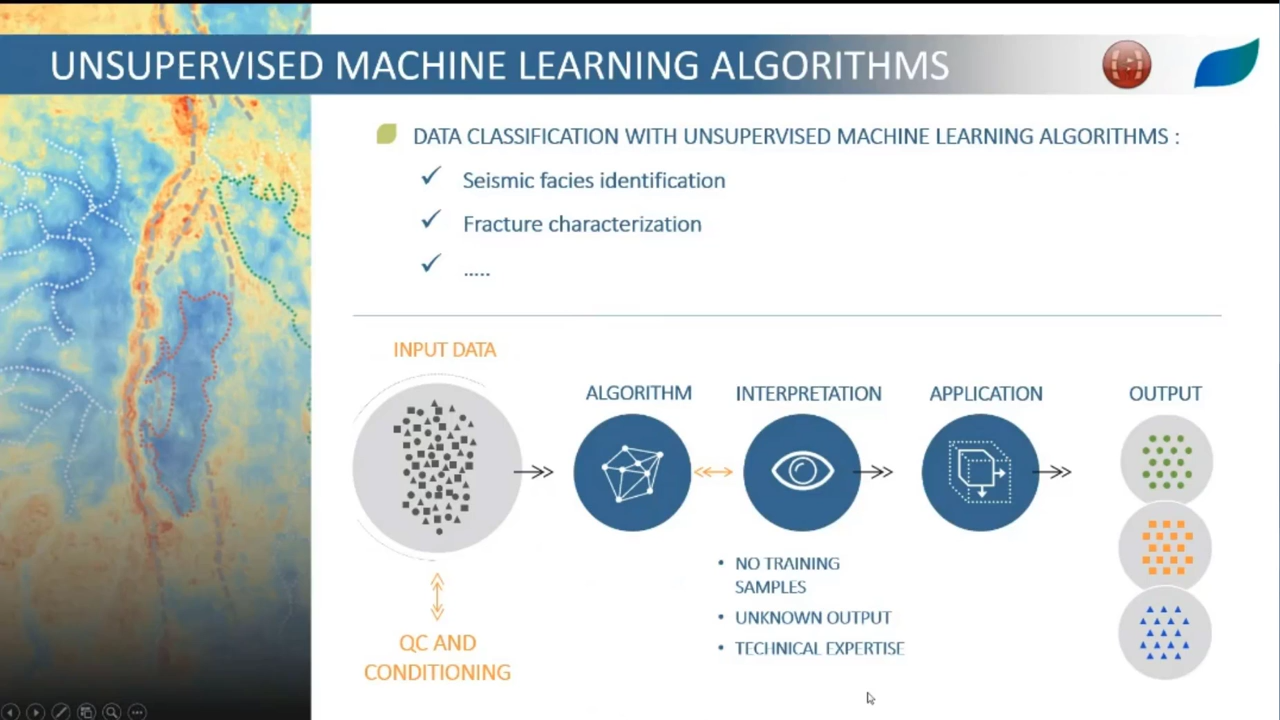 UNSUPERVISED MACHINE LEARNING ALGORITHMS
DATA CLASSIFICATION WITH UNSUPERVISED MACHINE LEARNING ALGORITHMS :
Seismic facies identification
Fracture characterization
.....
INPUT DATA
ALGORITHM
INTERPRETATION
APPLICATION
OUTPUT
• NO TRAINING
SAMPLES
• UNKNOWN OUTPUT
• TECHNICAL EXPERTISE
QC AND
CONDITIONING